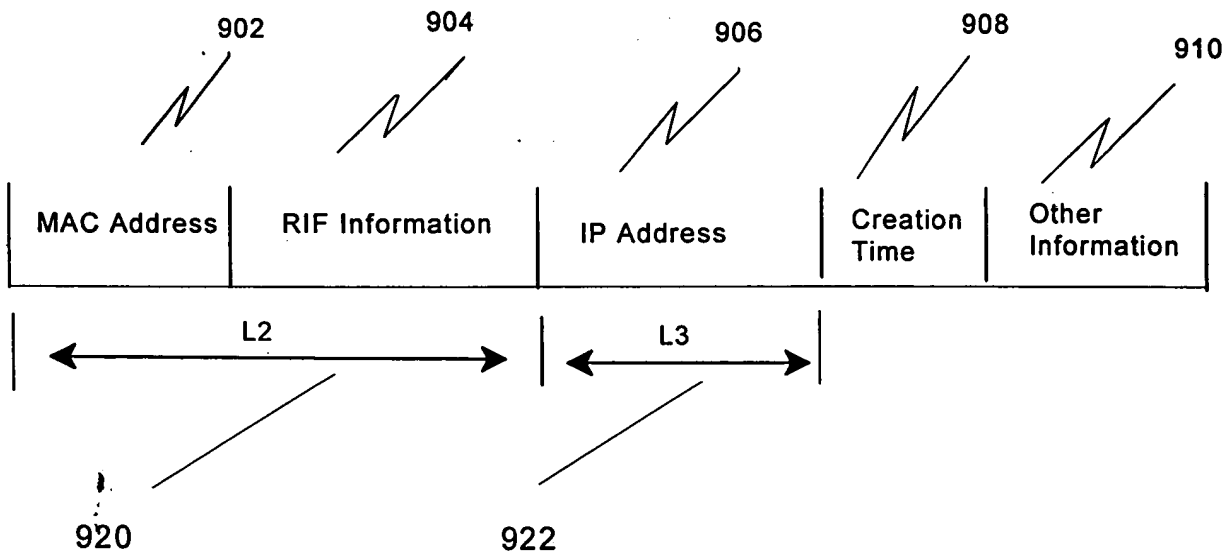 902
904
906
908
910
MAC Address
RIF Information
IP Address
Creation
Time
Other
Information
L2
L3
920
922